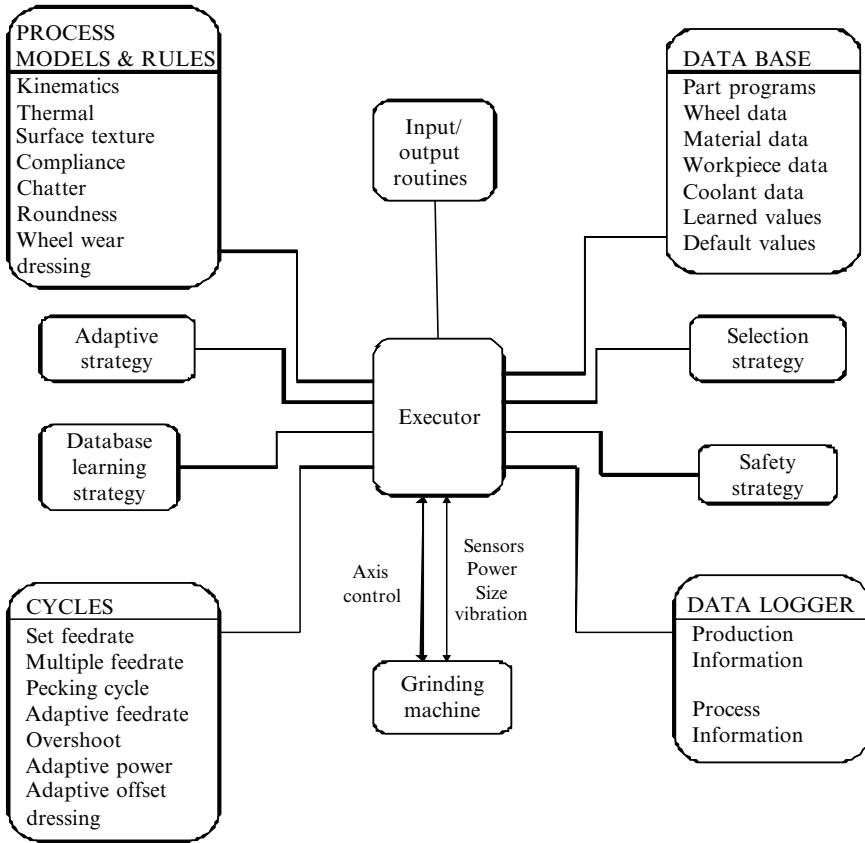 PROCESS
MODELS & RULES
Kinematics
Thermal
Surface texture
Compliance
Chatter
Roundness
Wheel wear
dressing
Input/
output
routines
DATA BASE
Part programs
Wheel data
Material data
Workpiece data
Coolant data
Learned values
Default values
Adaptive
strategy
Executor
Selection
strategy
Database
learning
strategy
Safety
strategy
Axis
control
Sensors
Power
Size
vibration
CYCLES
Set feedrate
Multiple feedrate
Pecking cycle
Adaptive feedrate
Overshoot
Adaptive power
Adaptive offset
dressing
Grinding
machine
DATA LOGGER
Production
Information
Process
Information